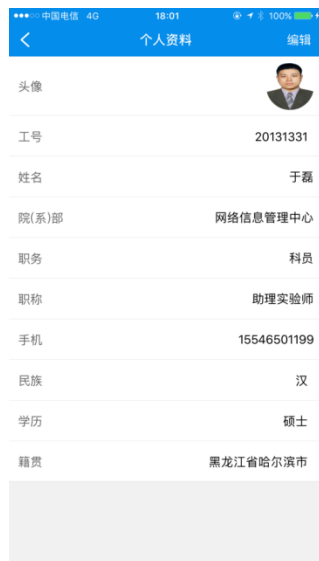 中国电信 4G 18:01 100%
个人资料 编辑
头像
工号 20131331
姓名 于磊
院(系)部 网络信息管理中心
职务 科员
职称 助理实验师
手机 15546501199
民族 汉
学历 硕士
籍贯 黑龙江省哈尔滨市